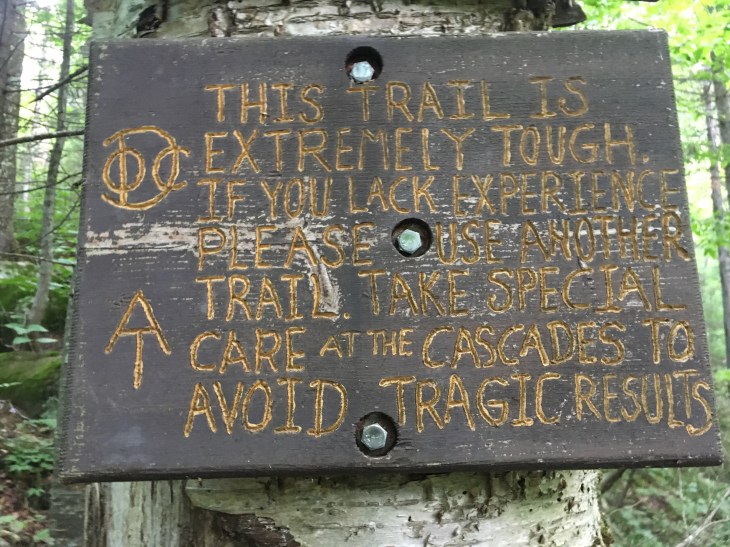 THIS TRAIL IS
EXTREMELY TOUGH.
IF YOU LACK EXPERIENCE
PLEASE USE ANOTHER
TRAIL. TAKE SPECIAL
CARE AT THE CASCADES TO
AVOID TRAGIC RESULTS